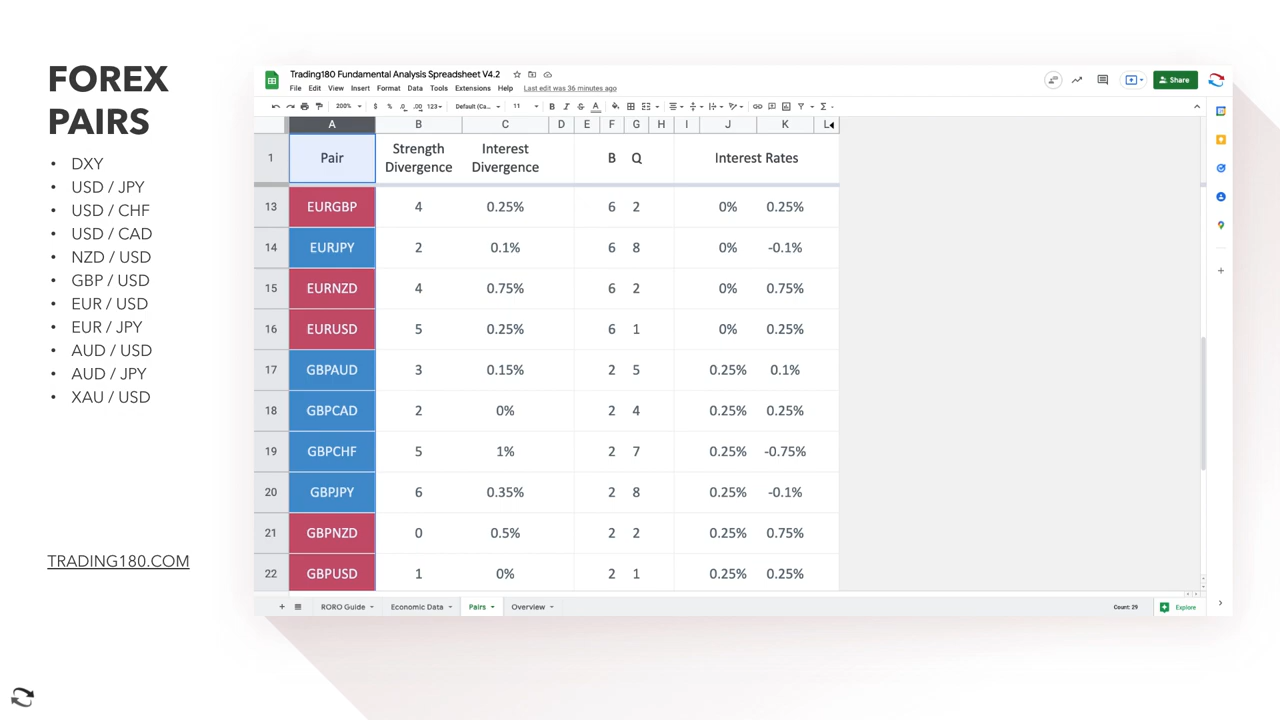 FOREX
PAIRS
• DXY
• USD / JPY
• USD / CHF
• USD / CAD
• NZD / USD
• GBP / USD
• EUR / USD
• EUR / JPY
• AUD / USD
• AUD / JPY
• XAU / USD
TRADING180.COM
Trading180 Fundamental Analysis Spreadsheet V4.2
File Edit View Insert Format Data Tools Extensions Help Last edit was 36 minutes ago
Share
200% $ % .0 .00 123 Default (Ca... 11 B I S A
A B C D E F G H I J K L
1 Pair Strength Divergence Interest Divergence B Q Interest Rates
13 EURGBP 4 0.25% 6 2 0% 0.25%
14 EURJPY 2 0.1% 6 8 0% -0.1%
15 EURNZD 4 0.75% 6 2 0% 0.75%
16 EURUSD 5 0.25% 6 1 0% 0.25%
17 GBPAUD 3 0.15% 2 5 0.25% 0.1%
18 GBPCAD 2 0% 2 4 0.25% 0.25%
19 GBPCHF 5 1% 2 7 0.25% -0.75%
20 GBPJPY 6 0.35% 2 8 0.25% -0.1%
21 GBPNZD 0 0.5% 2 2 0.25% 0.75%
22 GBPUSD 1 0% 2 1 0.25% 0.25%
RORO Guide Economic Data Pairs Overview Count: 29 Explore